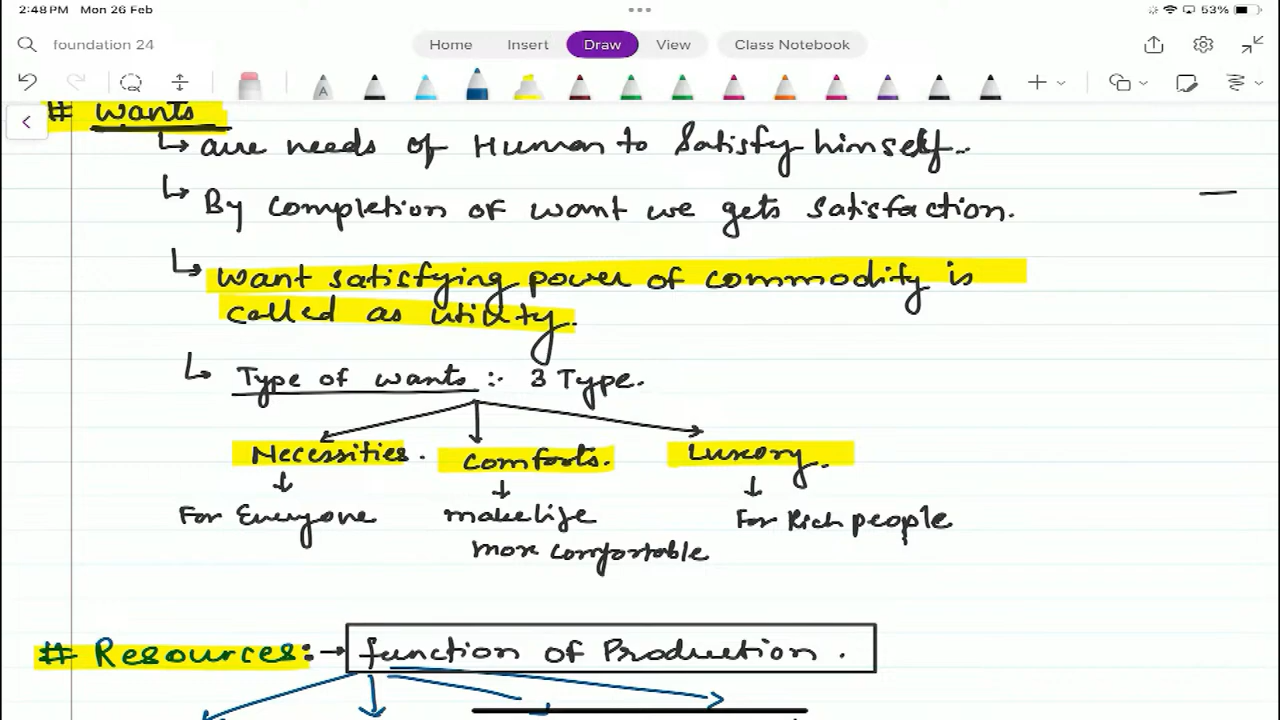 2:48 PM Mon 26 Feb
53%
foundation 24
Home Insert Draw View Class Notebook
# Wants
are needs of Human to Satisfy himself.
By completion of want we gets satisfaction.
want satisfying power of commodity is
called as utility.
Type of wants :- 3 Type.
Necessities. Comforts. Luxory.
For Everyone make life For Rich people
more comfortable
# Resources :→ function of Production.